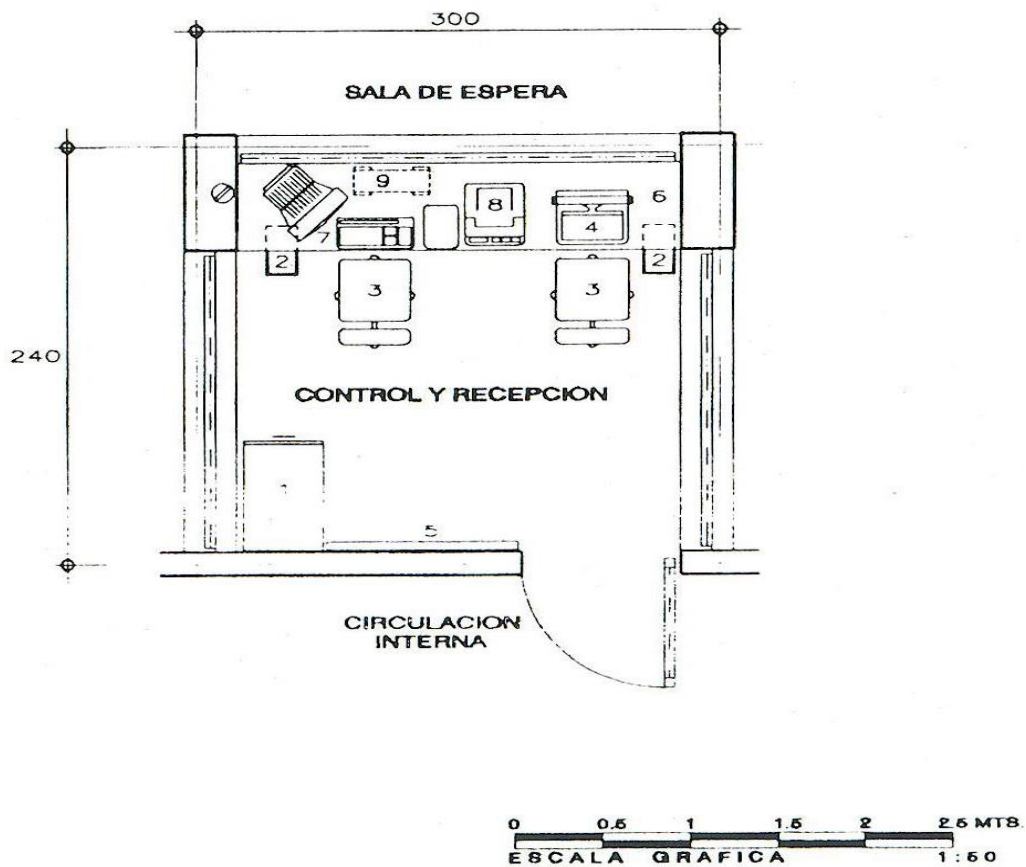 300
SALA DE ESPERA
9
8
6
4
7
2
2
3
3
240
CONTROL Y RECEPCION
1
5
CIRCULACION
INTERNA
0 0.5 1 1.5 2 2.5 MTS.
ESCALA GRAFICA 1:50